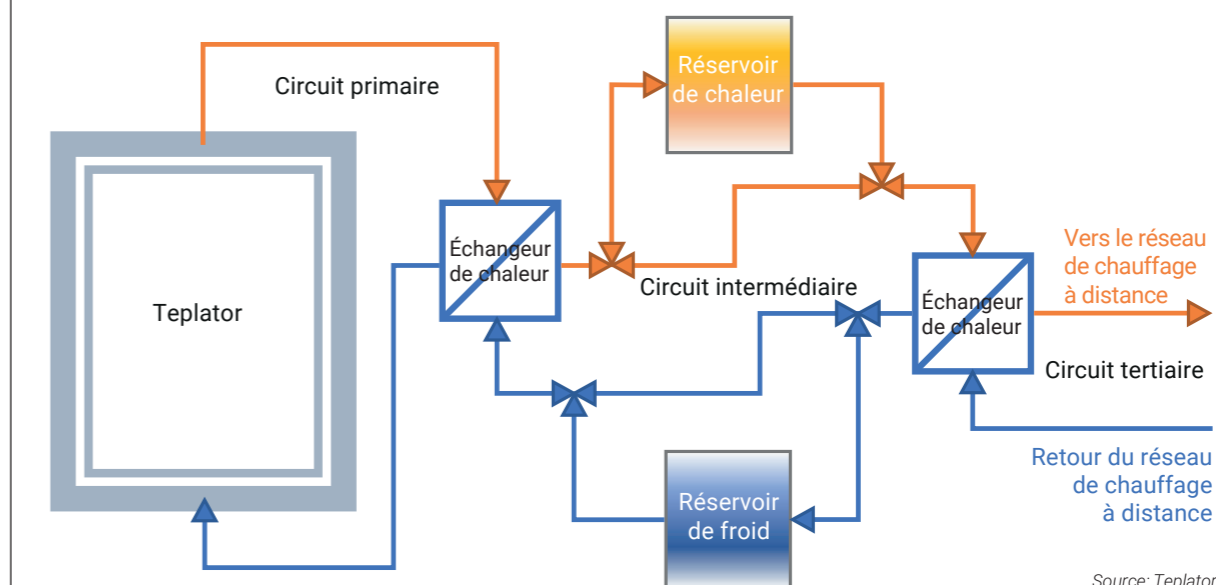 Circuit primaire
Réservoir
de chaleur
Échangeur
de chaleur
Teplator
Circuit intermédiaire
Vers le réseau
de chauffage
à distance
Échangeur
de chaleur
Circuit tertiaire
Réservoir
de froid
Retour du réseau
de chauffage
à distance
Source: Teplator